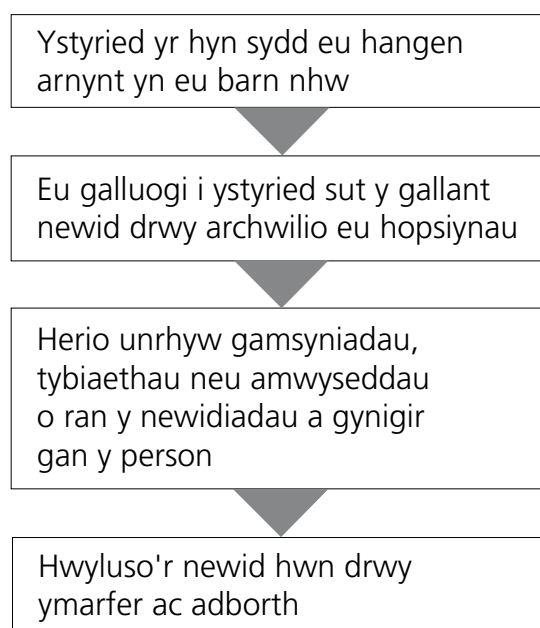 Ystyried yr hyn sydd eu hangen
arnynt yn eu barn nhw
Eu galluogi i ystyried sut y gallant
newid drwy archwilio eu hopsiynau
Herio unrhyw gamsyniadau,
tybiaethau neu amwyseddau
o ran y newidiadau a gynigir
gan y person
Hwyluso'r newid hwn drwy
ymarfer ac adborth